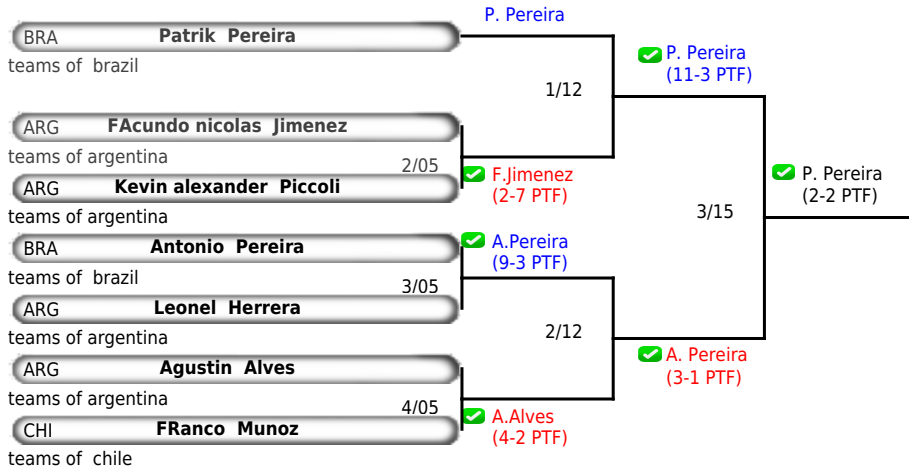 P. Pereira
BRA Patrik Pereira
teams of brazil
P. Pereira
(11-3 PTF)
1/12
ARG FAcundo nicolas Jimenez
teams of argentina
2/05
F.Jimenez
(2-7 PTF)
ARG Kevin alexander Piccoli
teams of argentina
P. Pereira
(2-2 PTF)
3/15
BRA Antonio Pereira
teams of brazil
A.Pereira
(9-3 PTF)
3/05
ARG Leonel Herrera
teams of argentina
2/12
A. Pereira
(3-1 PTF)
ARG Agustin Alves
teams of argentina
4/05
A.Alves
(4-2 PTF)
CHI FRanco Munoz
teams of chile